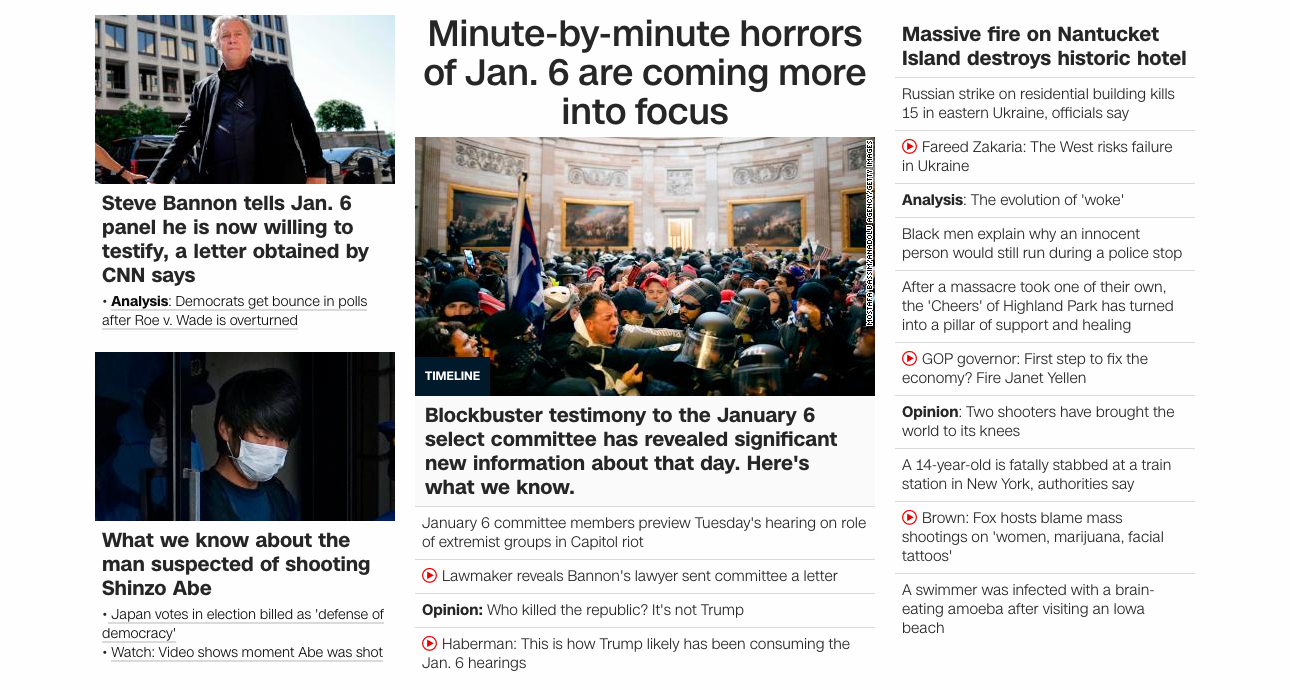 Steve Bannon tells Jan. 6
panel he is now willing to
testify, a letter obtained by
CNN says
• Analysis: Democrats get bounce in polls
after Roe v. Wade is overturned
What we know about the
man suspected of shooting
Shinzo Abe
• Japan votes in election billed as 'defense of
democracy'
• Watch: Video shows moment Abe was shot
Minute-by-minute horrors
of Jan. 6 are coming more
into focus
MOSTAFA BASSIM/ANADOLU AGENCY/GETTY IMAGES
TIMELINE
Blockbuster testimony to the January 6
select committee has revealed significant
new information about that day. Here's
what we know.
January 6 committee members preview Tuesday's hearing on role
of extremist groups in Capitol riot
Lawmaker reveals Bannon's lawyer sent committee a letter
Opinion: Who killed the republic? It's not Trump
Haberman: This is how Trump likely has been consuming the
Jan. 6 hearings
Massive fire on Nantucket
Island destroys historic hotel
Russian strike on residential building kills
15 in eastern Ukraine, officials say
Fareed Zakaria: The West risks failure
in Ukraine
Analysis: The evolution of 'woke'
Black men explain why an innocent
person would still run during a police stop
After a massacre took one of their own,
the 'Cheers' of Highland Park has turned
into a pillar of support and healing
GOP governor: First step to fix the
economy? Fire Janet Yellen
Opinion: Two shooters have brought the
world to its knees
A 14-year-old is fatally stabbed at a train
station in New York, authorities say
Brown: Fox hosts blame mass
shootings on 'women, marijuana, facial
tattoos'
A swimmer was infected with a brain-
eating amoeba after visiting an Iowa
beach